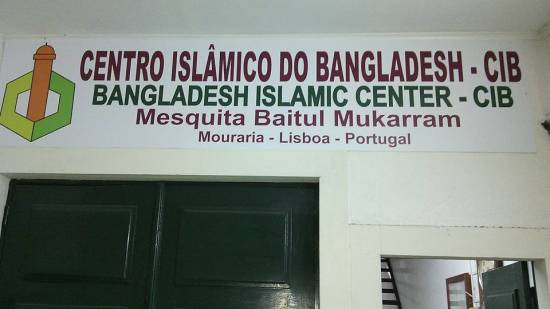 CENTRO ISLÂMICO DO BANGLADESH - CIB
BANGLADESH ISLAMIC CENTER - CIB
Mesquita Baitul Mukarram
Mouraria - Lisboa - Portugal